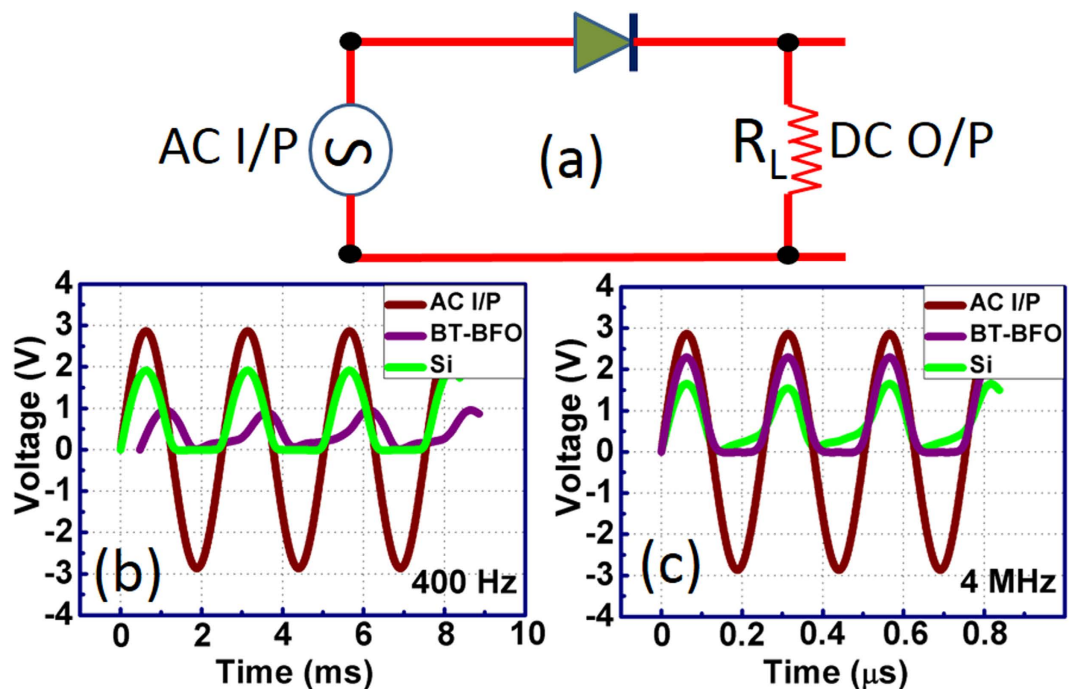 AC I/P
(a)
R_L
DC O/P
4
3
2
1
0
-1
-2
-3
-4
Voltage (V)
AC I/P
BT-BFO
Si
(b)
400 Hz
0 2 4 6 8 10
Time (ms)
4
3
2
1
0
-1
-2
-3
-4
Voltage (V)
AC I/P
BT-BFO
Si
(c)
4 MHz
0 0.2 0.4 0.6 0.8
Time (μs)